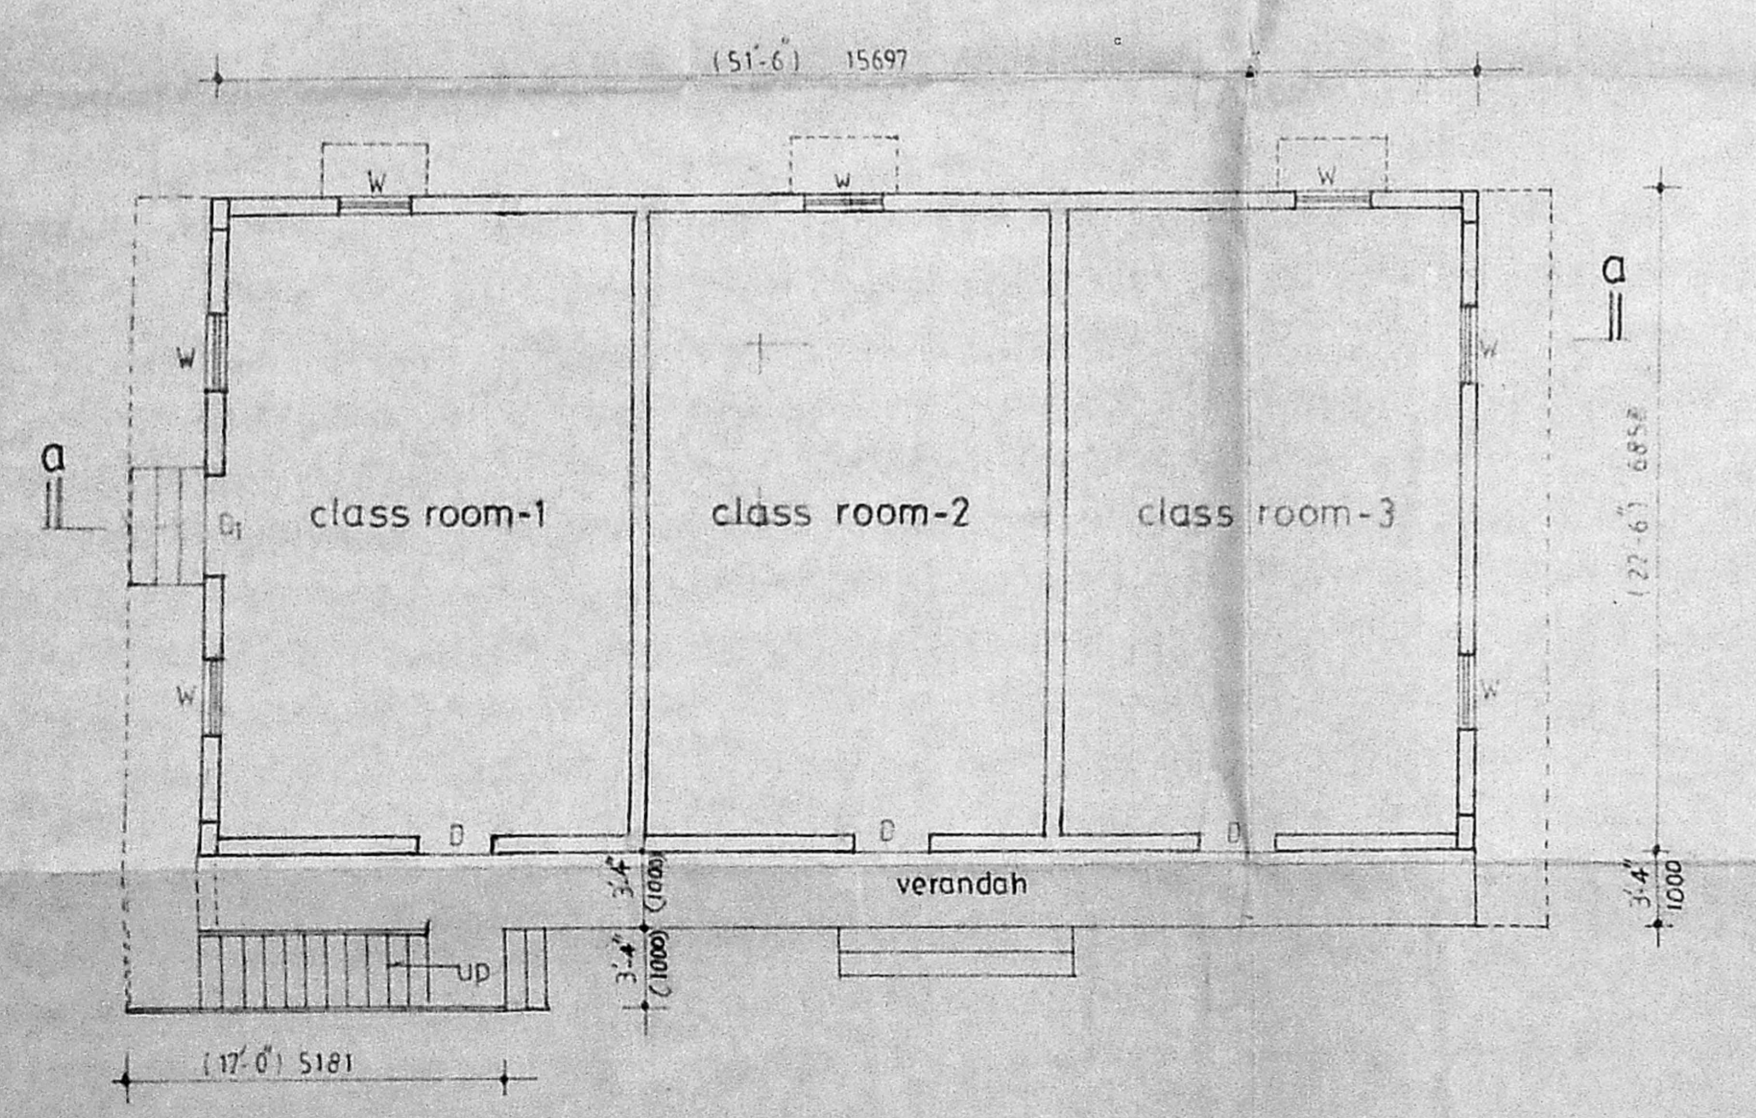 (51'-6") 15697
W
W
W
a
W
W
a
(22'-6") 6858
class room-1
class room-2
class room-3
D1
W
W
D
D
D
verandah
3'-4"
(1000)
3'-4"
1000
up
3'-4"
(1000)
(17'-0") 5181